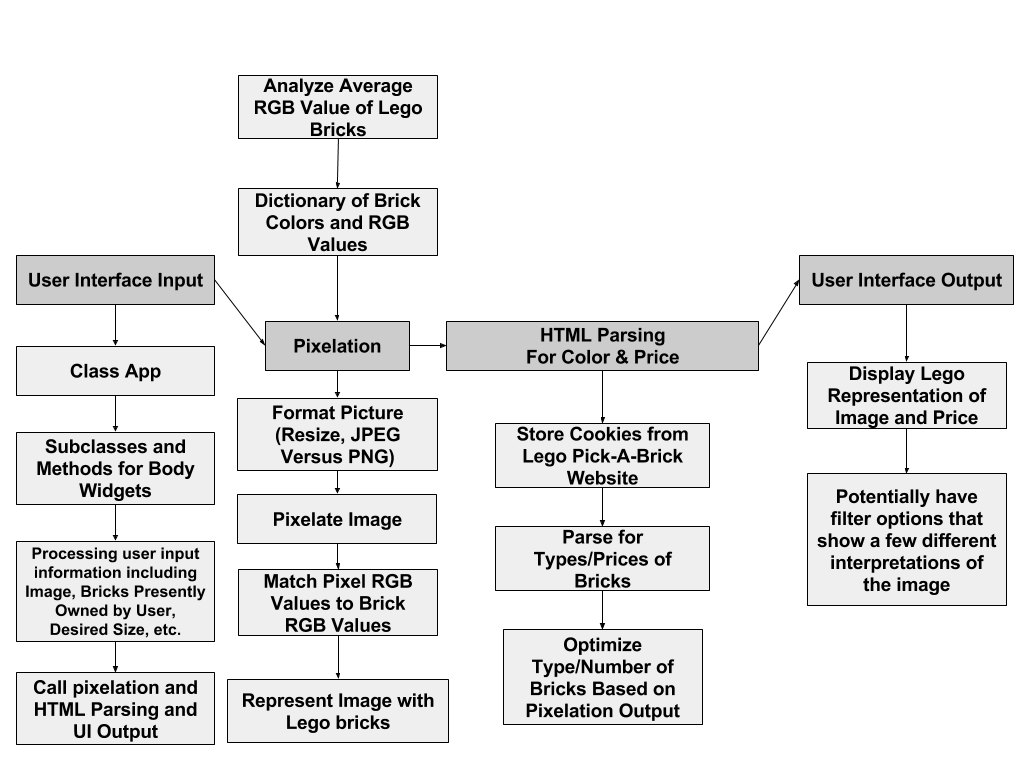 Analyze Average
RGB Value of Lego
Bricks
Dictionary of Brick
Colors and RGB
Values
User Interface Input
Class App
Subclasses and
Methods for Body
Widgets
Processing user input
information including
Image, Bricks Presently
Owned by User,
Desired Size, etc.
Call pixelation and
HTML Parsing and
UI Output
Pixelation
Format Picture
(Resize, JPEG
Versus PNG)
Pixelate Image
Match Pixel RGB
Values to Brick
RGB Values
Represent Image with
Lego bricks
HTML Parsing
For Color & Price
Store Cookies from
Lego Pick-A-Brick
Website
Parse for
Types/Prices of
Bricks
Optimize
Type/Number of
Bricks Based on
Pixelation Output
User Interface Output
Display Lego
Representation of
Image and Price
Potentially have
filter options that
show a few different
interpretations of
the image